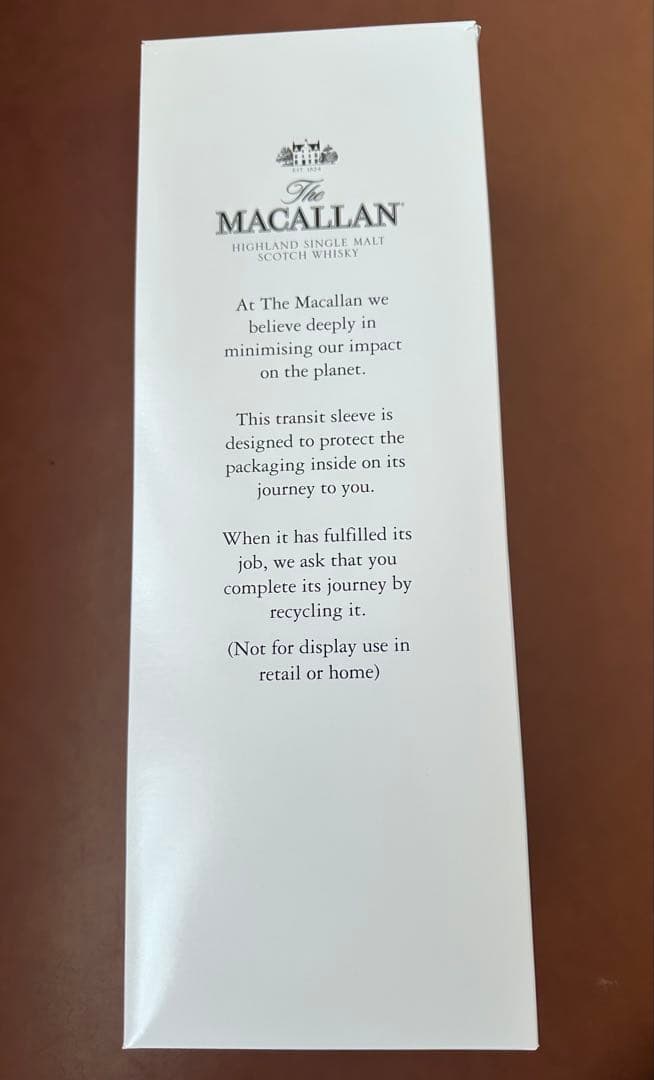 EST. 1824
The
MACALLAN
HIGHLAND SINGLE MALT
SCOTCH WHISKY
At The Macallan we
believe deeply in
minimising our impact
on the planet.
This transit sleeve is
designed to protect the
packaging inside on its
journey to you.
When it has fulfilled its
job, we ask that you
complete its journey by
recycling it.
(Not for display use in
retail or home)